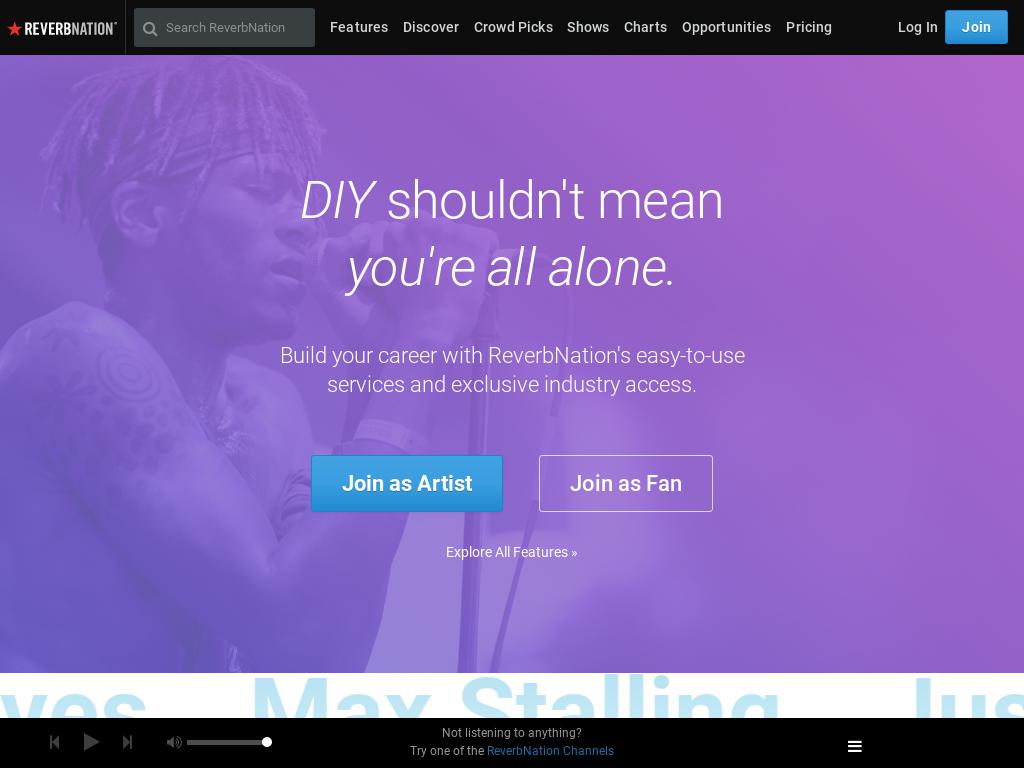 REVERBNATION
Search ReverbNation
Features
Discover
Crowd Picks
Shows
Charts
Opportunities
Pricing
Log In
Join
DIY shouldn't mean
you're all alone.
Build your career with ReverbNation's easy-to-use
services and exclusive industry access.
Join as Artist
Join as Fan
Explore All Features »
Max Stalling
Not listening to anything?
Try one of the ReverbNation Channels